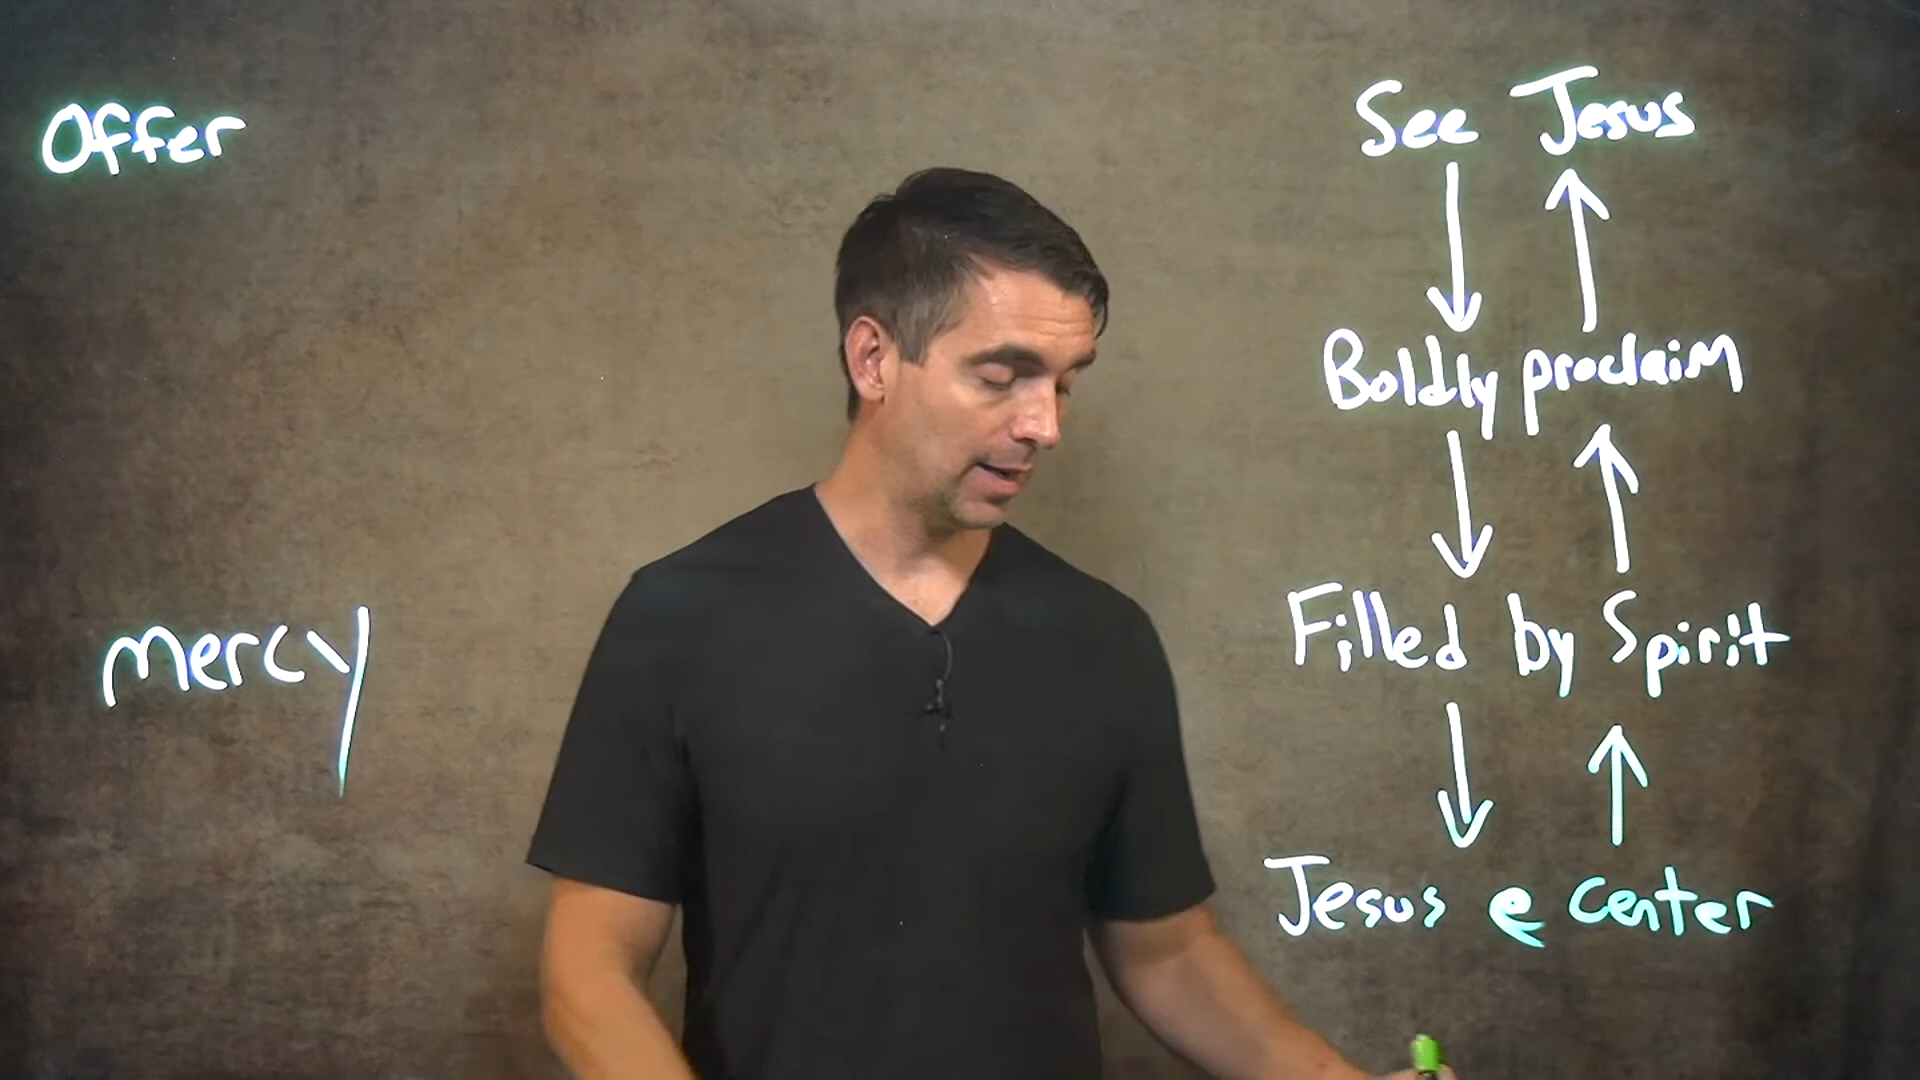 Offer
mercy
See Jesus
Boldly proclaim
Filled by Spirit
Jesus @ center